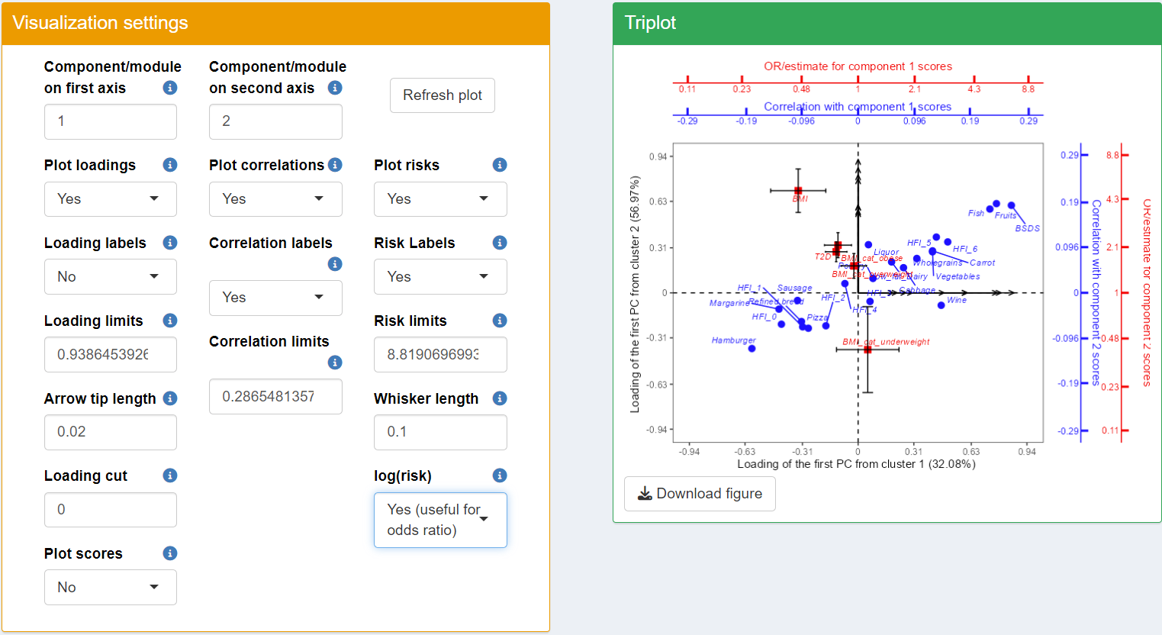 Visualization settings
Component/module on first axis
Component/module on second axis
Refresh plot
1
2
Plot loadings
Plot correlations
Plot risks
Yes
Yes
Yes
Loading labels
Correlation labels
Risk Labels
No
Yes
Yes
Loading limits
Correlation limits
Risk limits
0.9386453926
0.2865481357
8.8190696993
Arrow tip length
Whisker length
0.02
0.1
Loading cut
log(risk)
0
Yes (useful for odds ratio)
Plot scores
No
Triplot
OR/estimate for component 1 scores
0.11 0.23 0.48 1 2.1 4.3 8.8
Correlation with component 1 scores
-0.29 -0.19 -0.096 0 0.096 0.19 0.29
Loading of the first PC from cluster 2 (56.97%)
0.94
0.63
0.31
0
-0.31
-0.63
-0.94
BMI
Fish
Fruits
BSDS
HFI_5
HFI_6
Liquor
T2D
BMI_cat_obese
Wholegrains
Carrot
Dairy
Vegetables
Cabbage
HFI_1
Sausage
HFI_2
Wine
Margarine
Refined bread
HFI_4
HFI_0
Pizza
Hamburger
BMI_cat_underweight
-0.94 -0.63 -0.31 0 0.31 0.63 0.94
Loading of the first PC from cluster 1 (32.08%)
0.29
0.19
0.096
0
-0.096
-0.19
-0.29
Correlation with component 2 scores
8.8
4.3
2.1
1
0.48
0.23
0.11
OR/estimate for component 2 scores
Download figure